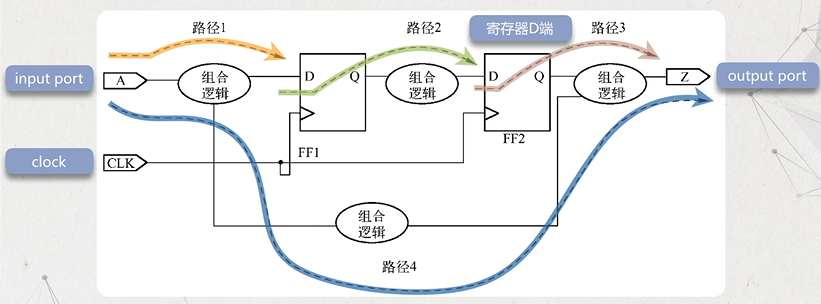 路径1
路径2
寄存器D端
路径3
input port
A
组合
逻辑
D
Q
组合
逻辑
D
Q
组合
逻辑
Z
output port
clock
CLK
FF1
FF2
组合
逻辑
路径4